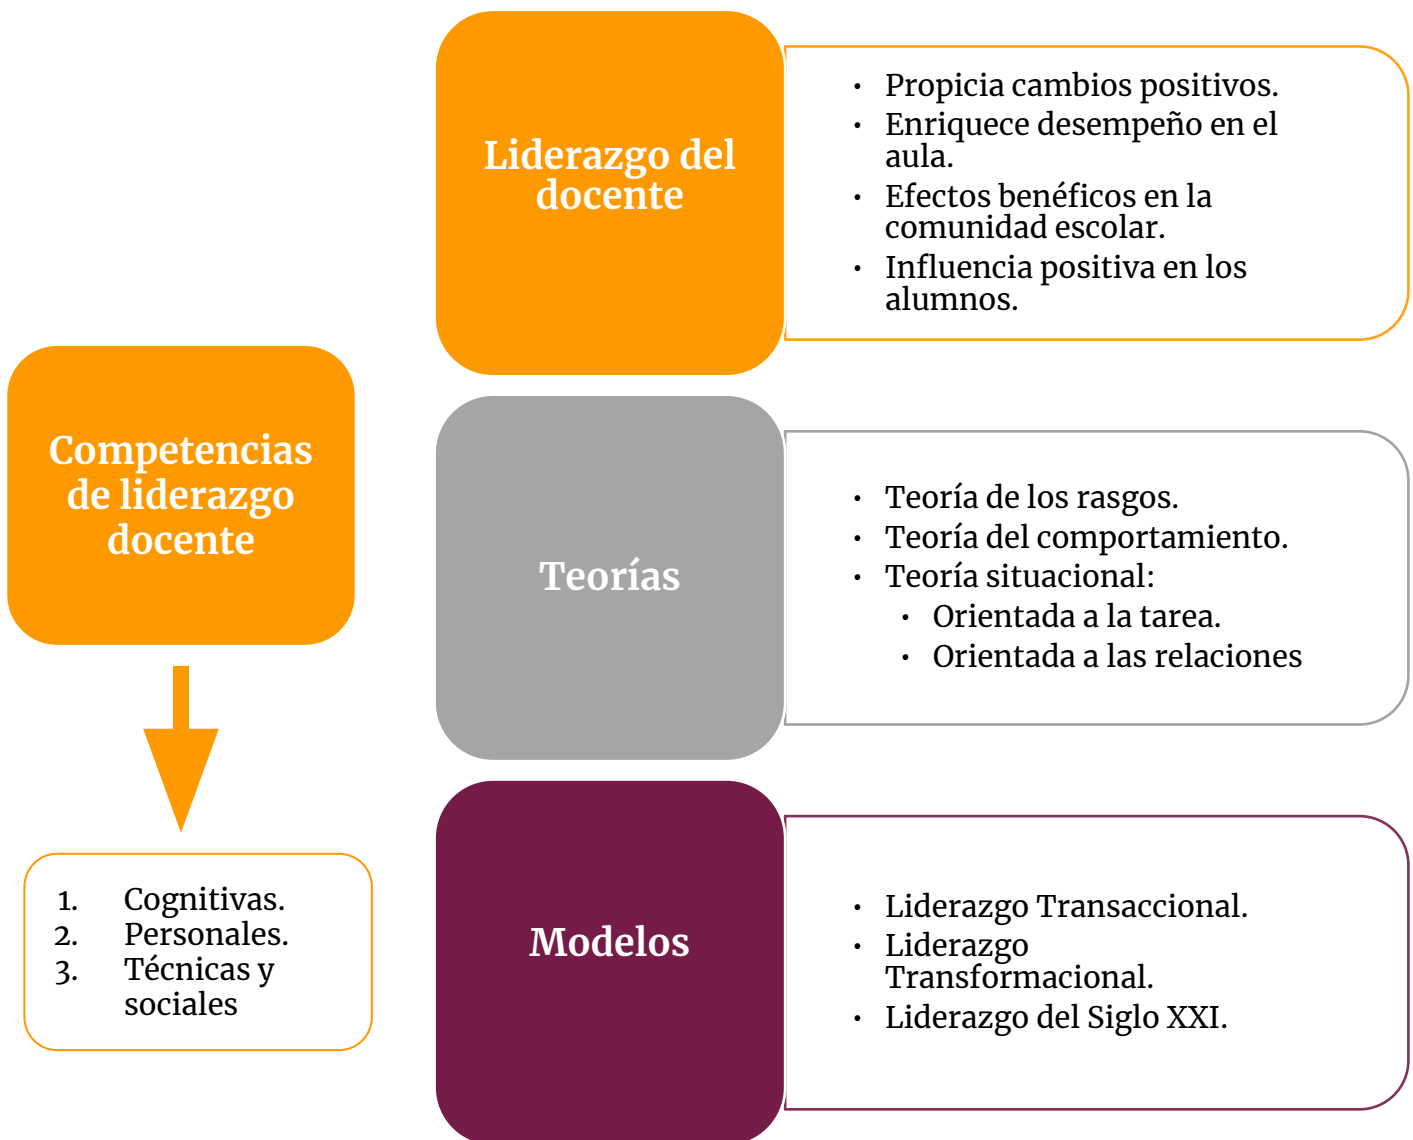 Competencias
de liderazgo
docente
1. Cognitivas.
2. Personales.
3. Técnicas y
sociales
Liderazgo del
docente
• Propicia cambios positivos.
• Enriquece desempeño en el
aula.
• Efectos benéficos en la
comunidad escolar.
• Influencia positiva en los
alumnos.
Teorías
• Teoría de los rasgos.
• Teoría del comportamiento.
• Teoría situacional:
• Orientada a la tarea.
• Orientada a las relaciones
Modelos
• Liderazgo Transaccional.
• Liderazgo
Transformacional.
• Liderazgo del Siglo XXI.